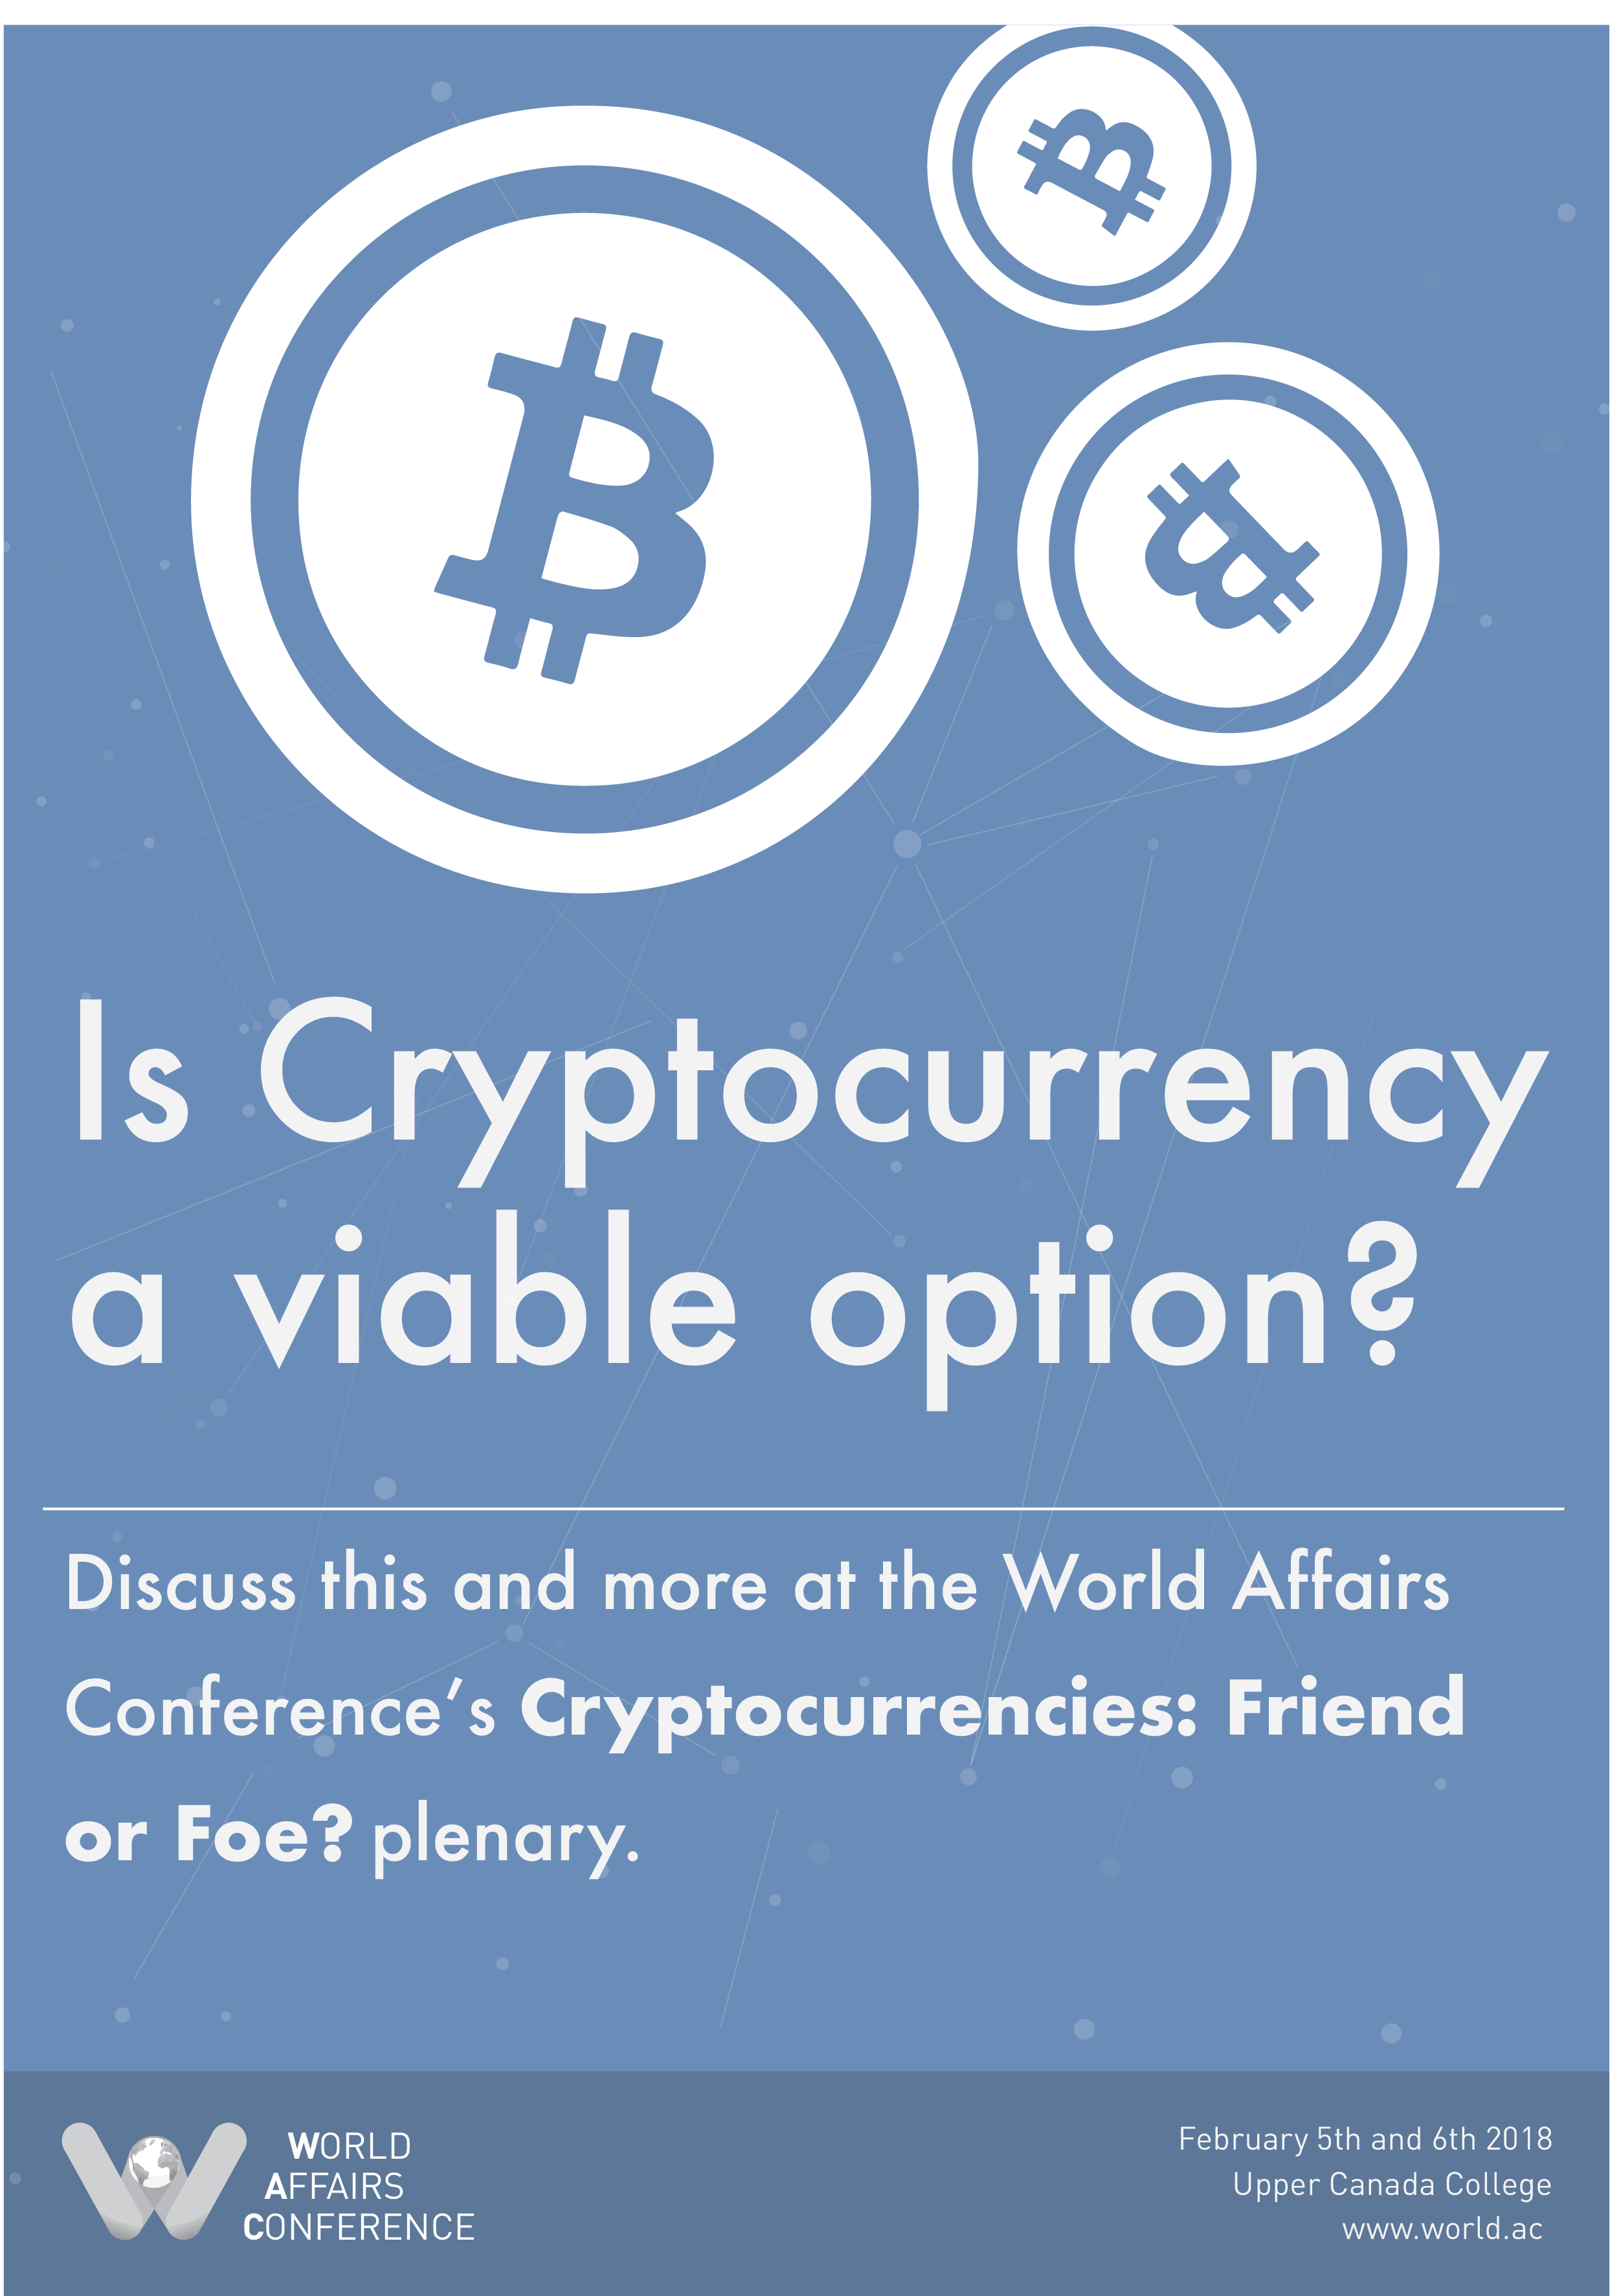 Is Cryptocurrency
a viable option?
Discuss this and more at the World Affairs
Conference’s Cryptocurrencies: Friend
or Foe? plenary.
WORLD
AFFAIRS
CONFERENCE
February 5th and 6th 2018
Upper Canada College
www.world.ac